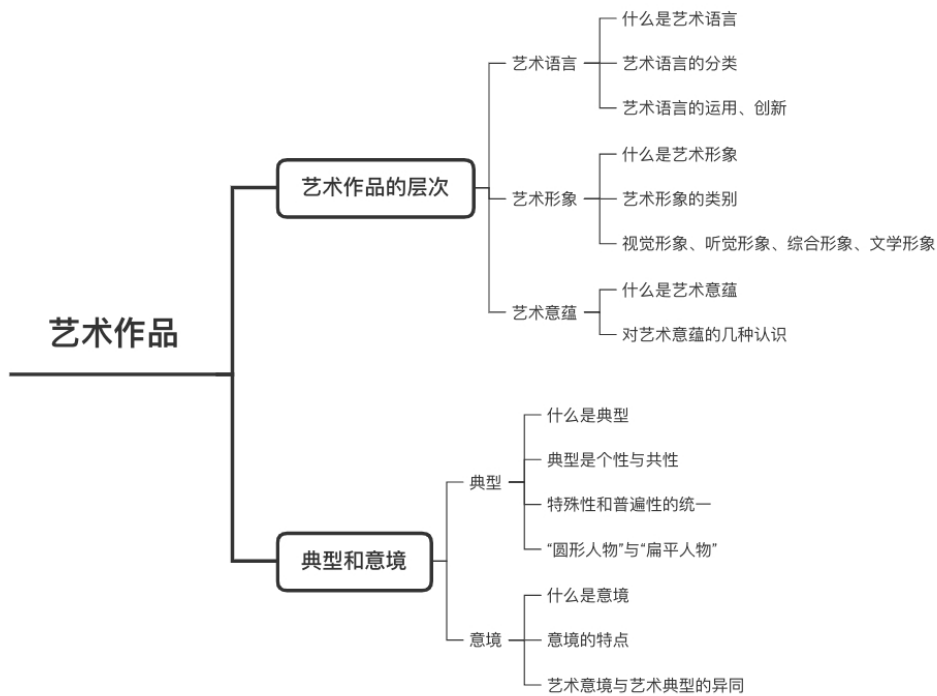 艺术作品
艺术作品的层次
艺术语言
什么是艺术语言
艺术语言的分类
艺术语言的运用、创新
艺术形象
什么是艺术形象
艺术形象的类别
视觉形象、听觉形象、综合形象、文学形象
艺术意蕴
什么是艺术意蕴
对艺术意蕴的几种认识
典型和意境
典型
什么是典型
典型是个性与共性
特殊性和普遍性的统一
“圆形人物”与“扁平人物”
意境
什么是意境
意境的特点
艺术意境与艺术典型的异同